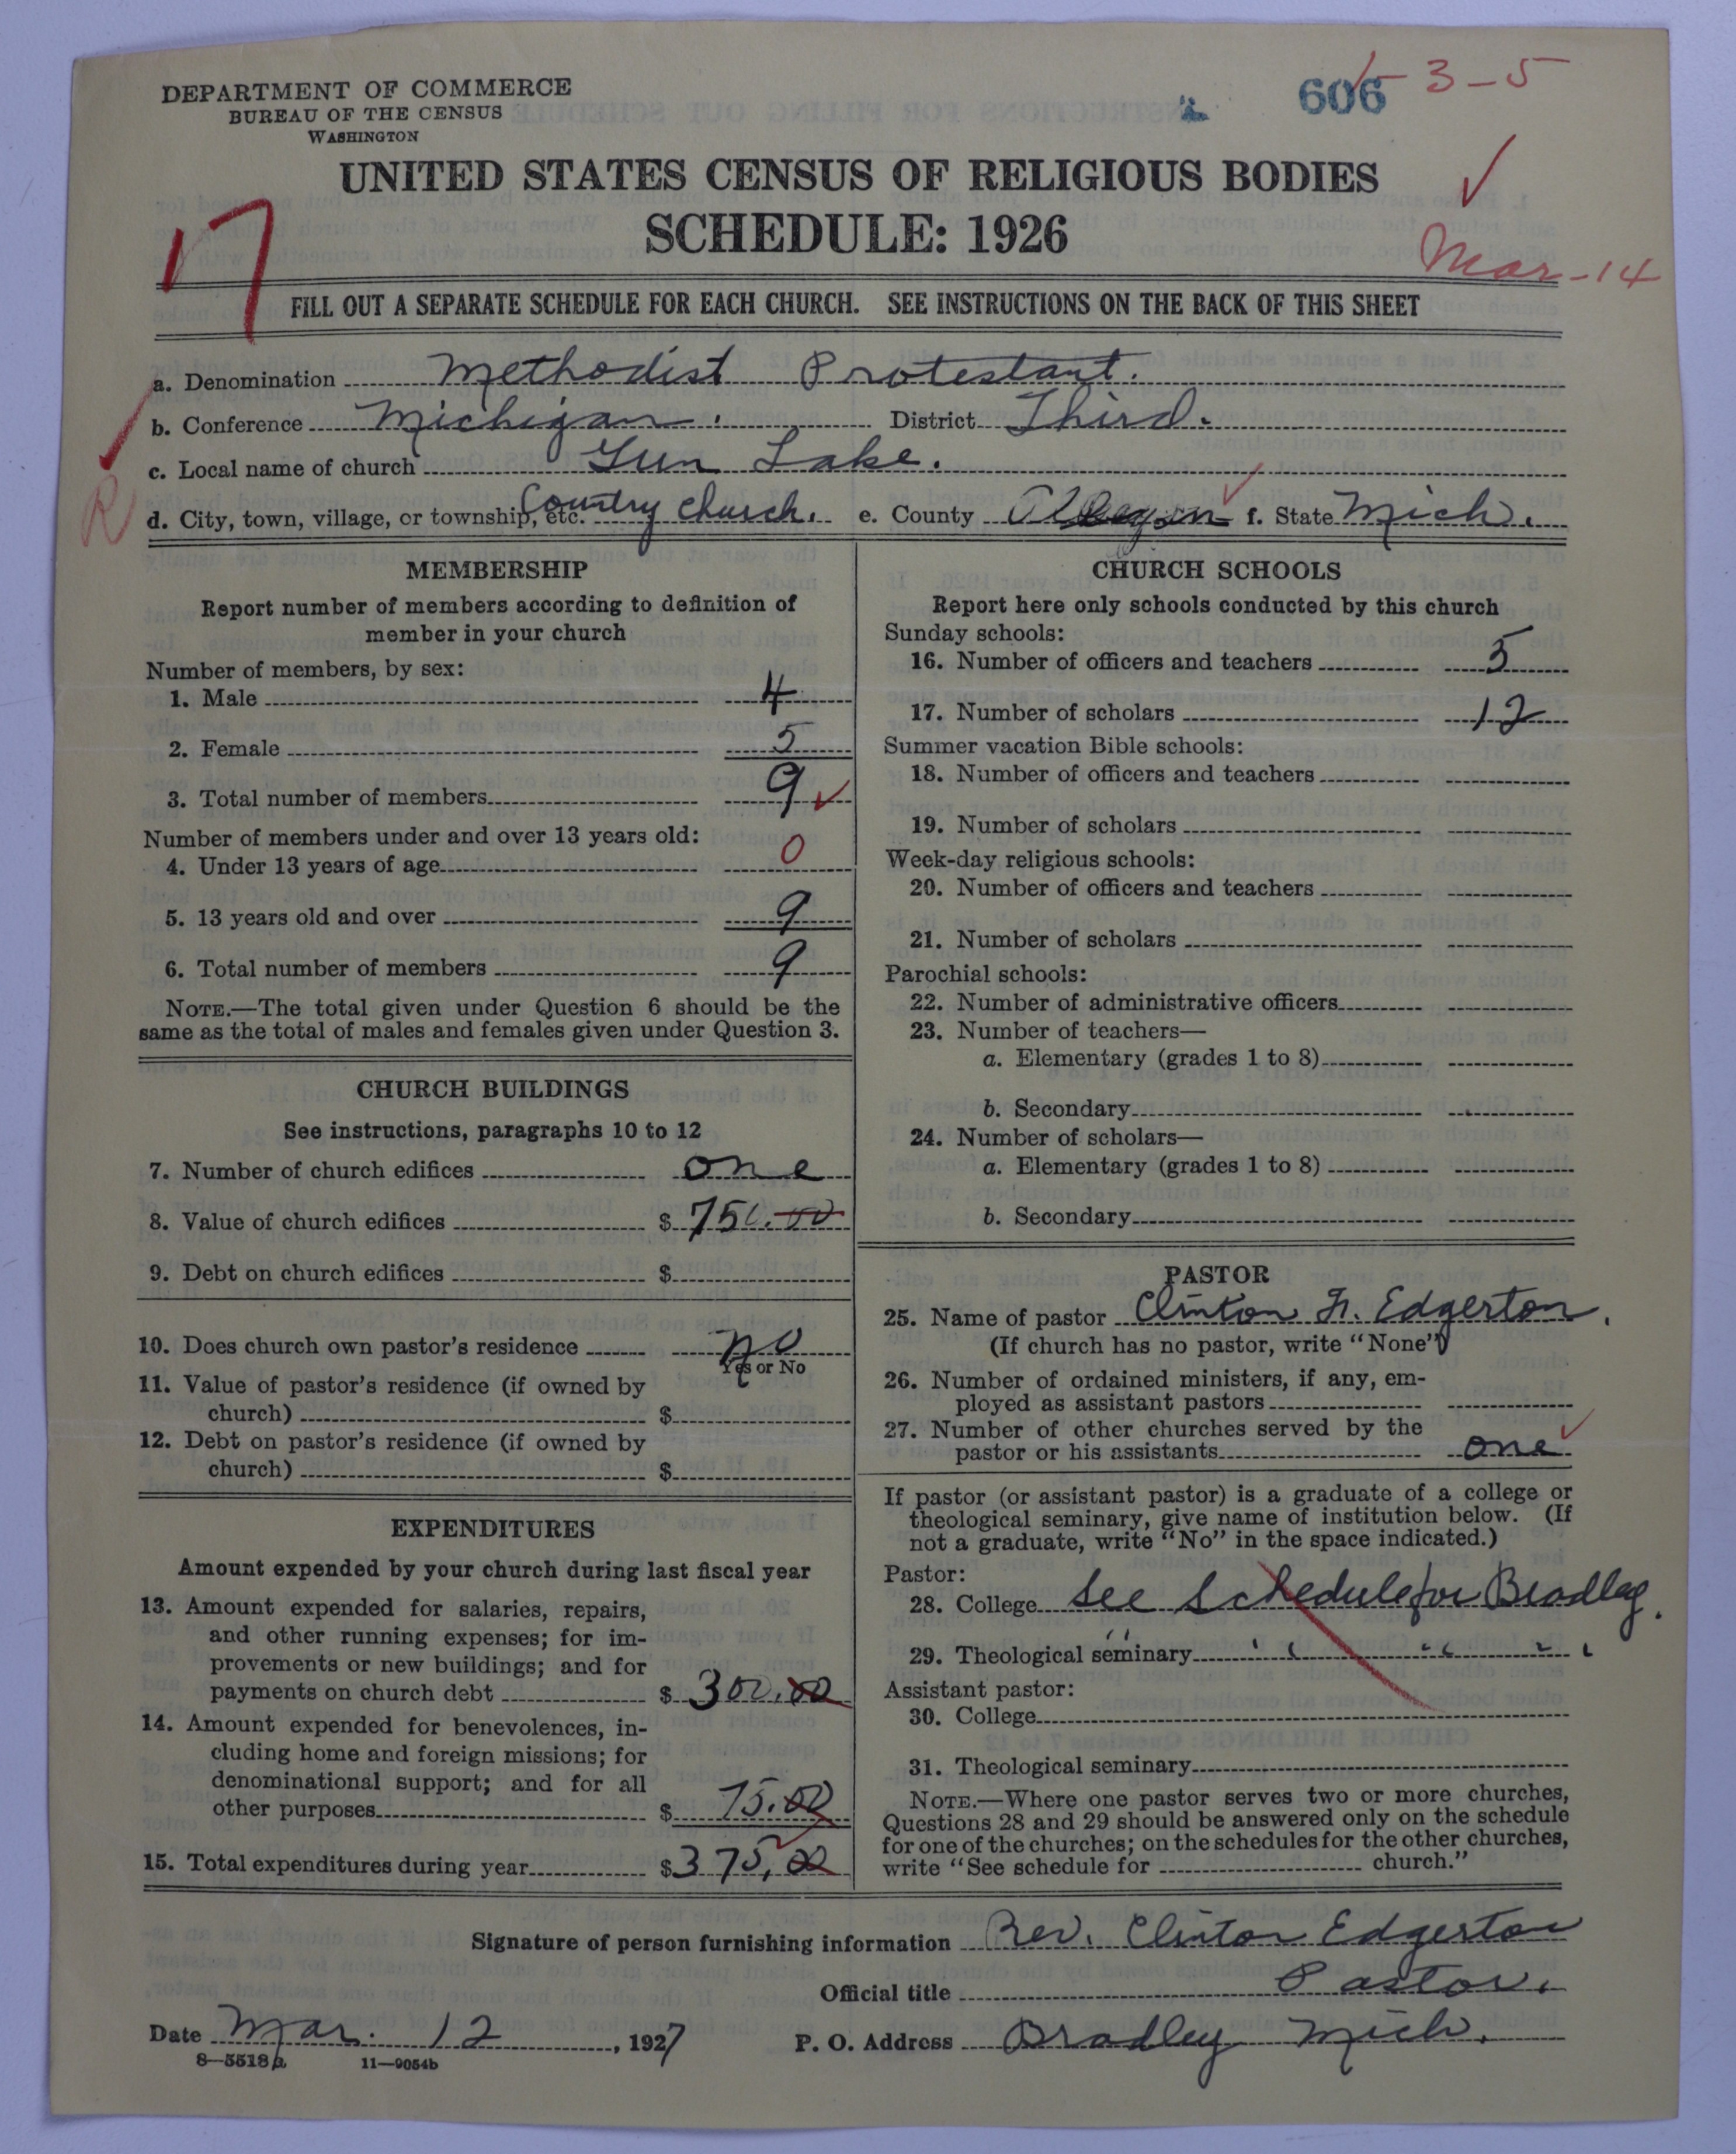 DEPARTMENT OF COMMERCE
BUREAU OF THE CENSUS
WASHINGTON
606
3-5
UNITED STATES CENSUS OF RELIGIOUS BODIES
SCHEDULE: 1926
17
Mar-14
FILL OUT A SEPARATE SCHEDULE FOR EACH CHURCH. SEE INSTRUCTIONS ON THE BACK OF THIS SHEET
a. Denomination Methodist Protestant.
b. Conference Michigan. District Third.
c. Local name of church Gun Lake.
R
d. City, town, village, or township, etc. Country church. e. County Allegan f. State Mich.
MEMBERSHIP
Report number of members according to definition of
member in your church
Number of members, by sex:
1. Male 4
2. Female 5
3. Total number of members 9
Number of members under and over 13 years old:
4. Under 13 years of age 0
5. 13 years old and over 9
6. Total number of members 9
NOTE.—The total given under Question 6 should be the
same as the total of males and females given under Question 3.
CHURCH BUILDINGS
See instructions, paragraphs 10 to 12
7. Number of church edifices one
8. Value of church edifices $ 750.00
9. Debt on church edifices $
10. Does church own pastor's residence no
Yes or No
11. Value of pastor's residence (if owned by
church) $
12. Debt on pastor's residence (if owned by
church) $
EXPENDITURES
Amount expended by your church during last fiscal year
13. Amount expended for salaries, repairs,
and other running expenses; for im-
provements or new buildings; and for
payments on church debt $ 300.00
14. Amount expended for benevolences, in-
cluding home and foreign missions; for
denominational support; and for all
other purposes $ 75.00
15. Total expenditures during year $ 375.00
CHURCH SCHOOLS
Report here only schools conducted by this church
Sunday schools:
16. Number of officers and teachers 5
17. Number of scholars 12
Summer vacation Bible schools:
18. Number of officers and teachers
19. Number of scholars
Week-day religious schools:
20. Number of officers and teachers
21. Number of scholars
Parochial schools:
22. Number of administrative officers
23. Number of teachers—
a. Elementary (grades 1 to 8)
b. Secondary
24. Number of scholars—
a. Elementary (grades 1 to 8)
b. Secondary
PASTOR
25. Name of pastor Clinton Edgerton.
(If church has no pastor, write "None")
26. Number of ordained ministers, if any, em-
ployed as assistant pastors
27. Number of other churches served by the
pastor or his assistants one
If pastor (or assistant pastor) is a graduate of a college or
theological seminary, give name of institution below. (If
not a graduate, write "No" in the space indicated.)
Pastor:
28. College See Schedule for Bradley.
29. Theological seminary " " " "
Assistant pastor:
30. College
31. Theological seminary
NOTE.—Where one pastor serves two or more churches,
Questions 28 and 29 should be answered only on the schedule
for one of the churches; on the schedules for the other churches,
write "See schedule for church."
Signature of person furnishing information Rev. Clinton Edgerton
Official title Pastor.
Date Mar. 12, 1927 P. O. Address Bradley Mich.
8—5518a 11—9054b